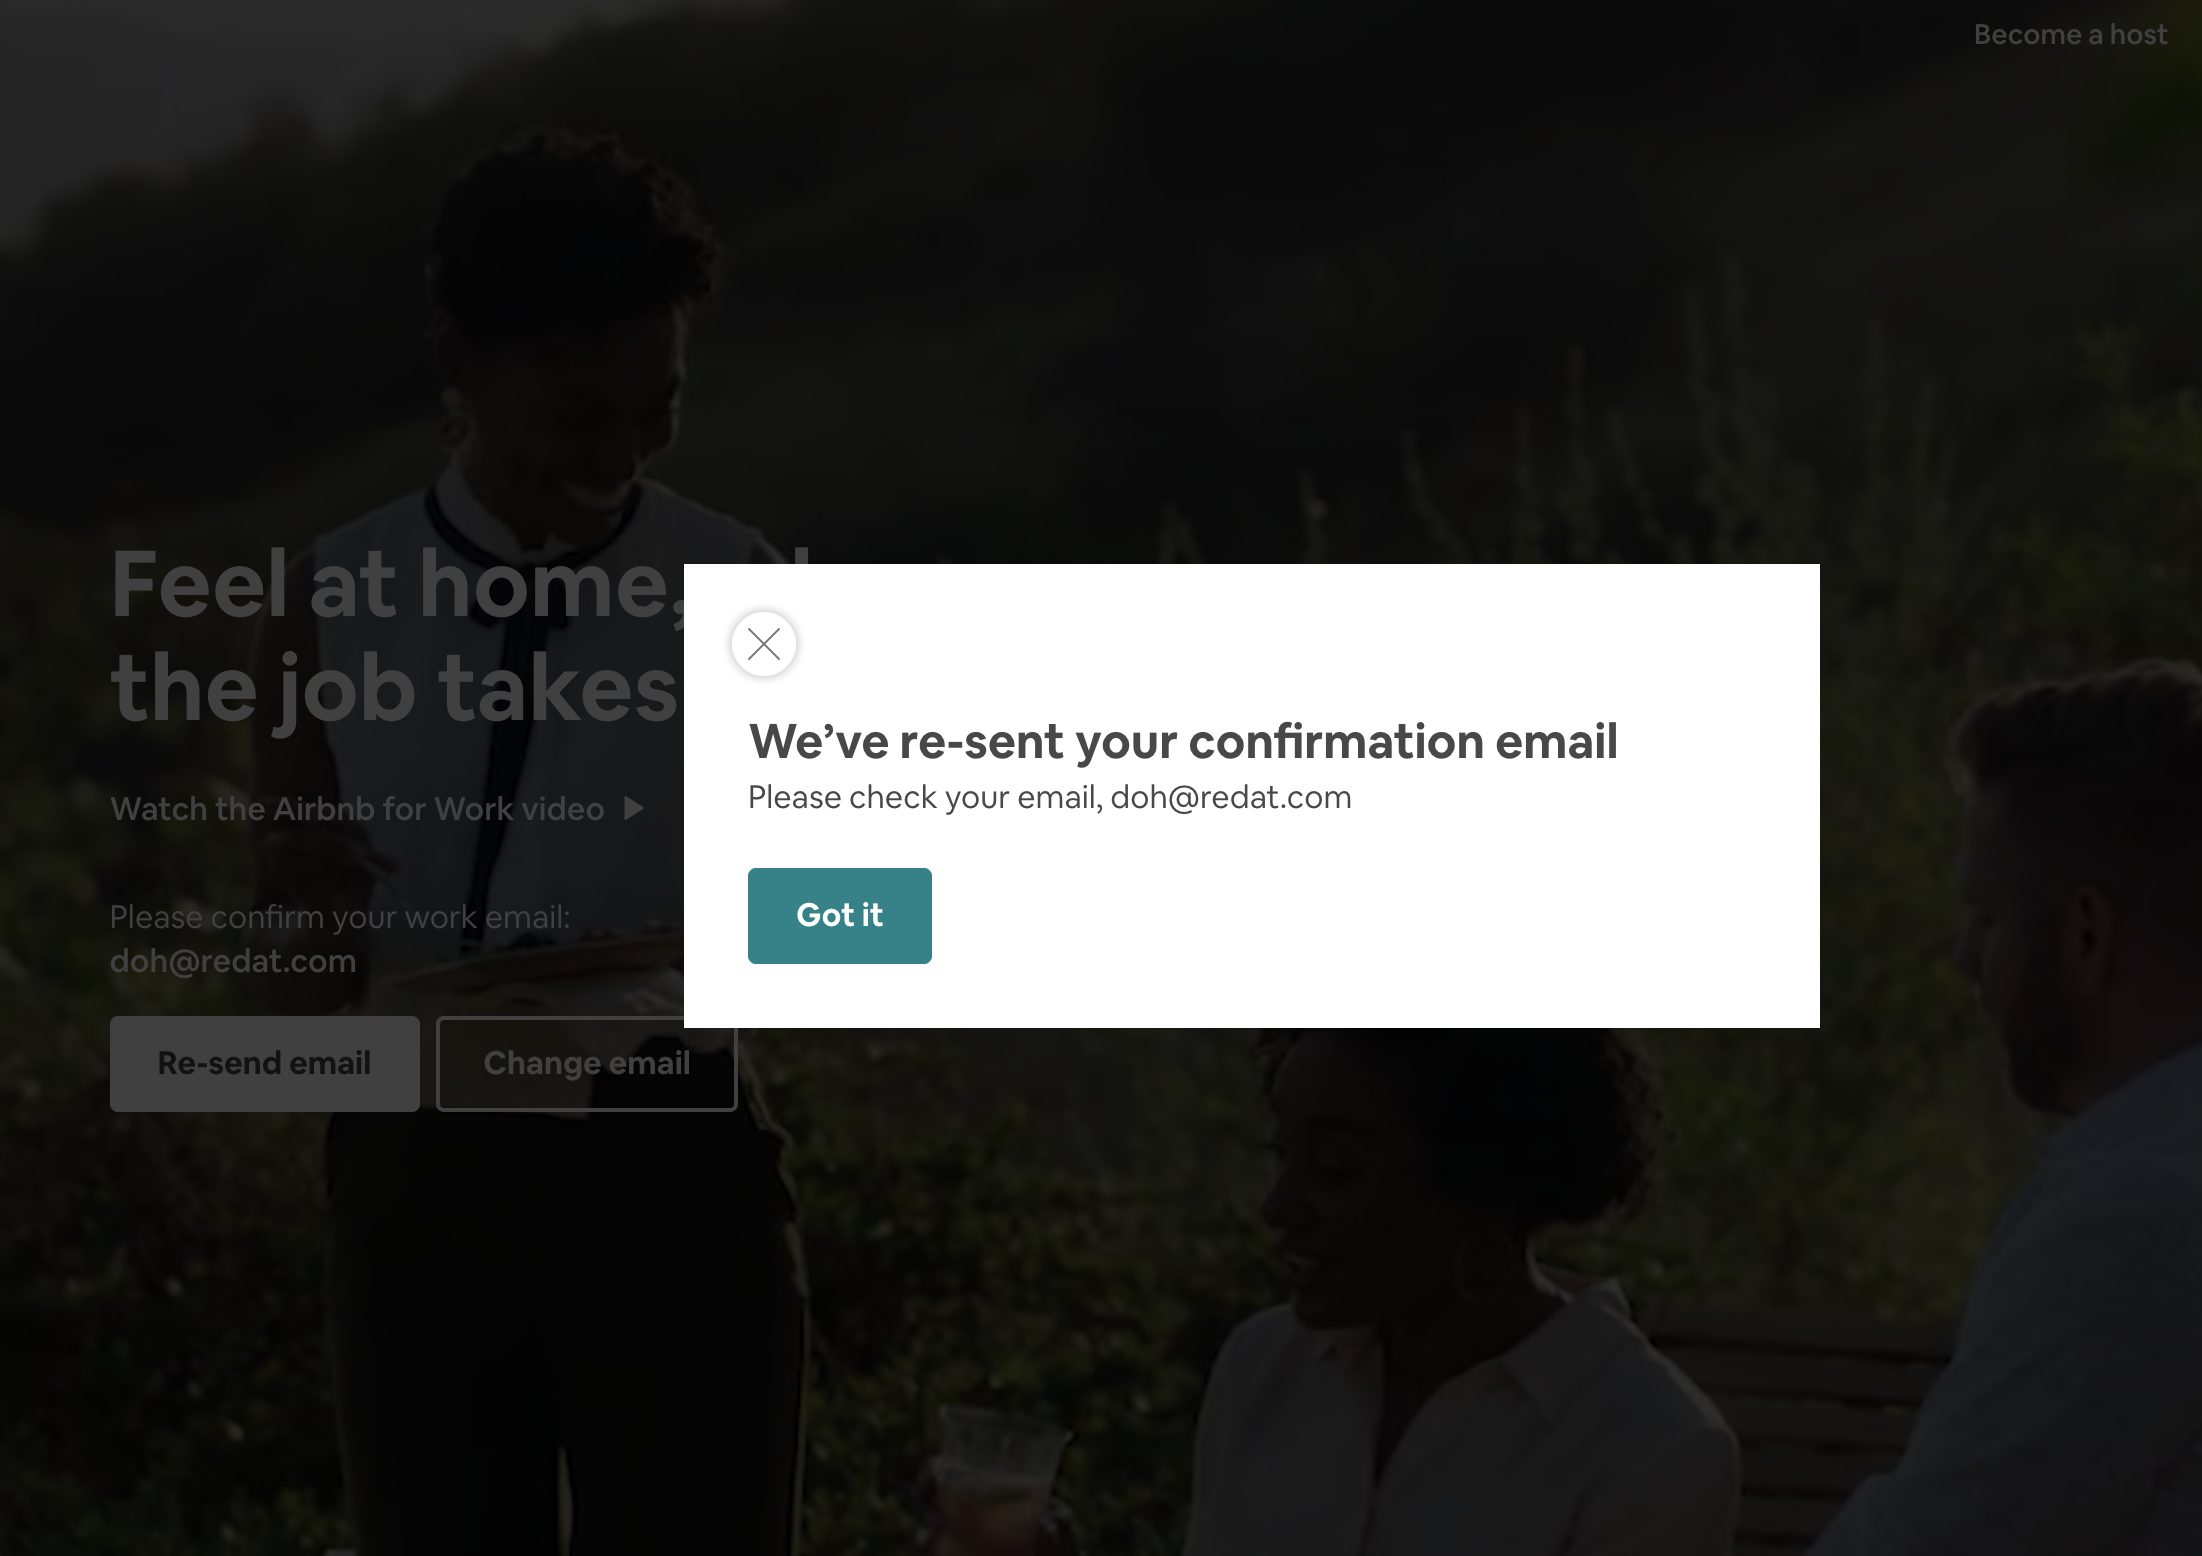 Become a host
Feel at home,
the job takes
Watch the Airbnb for Work video
Please confirm your work email:
doh@redat.com
Re-send email
Change email
We’ve re-sent your confirmation email
Please check your email, doh@redat.com
Got it